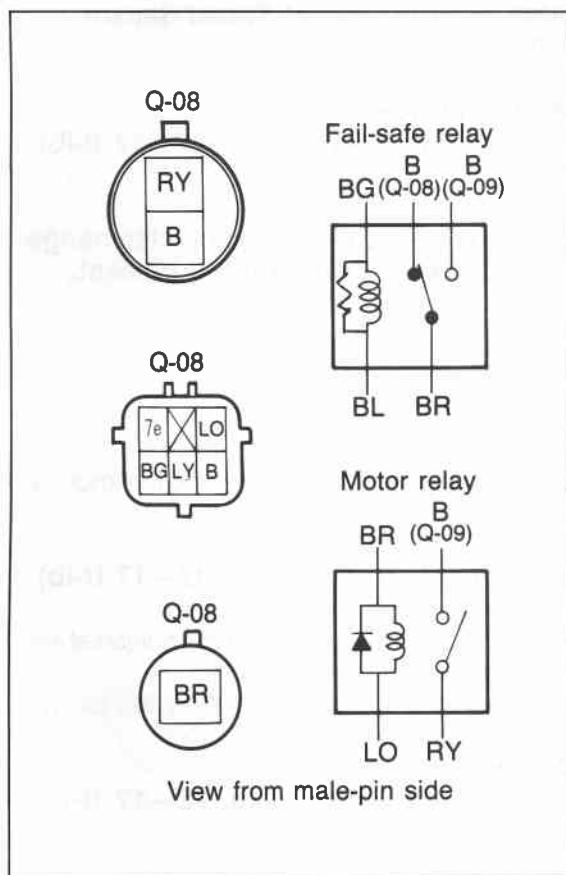 Q-08
RY
B
Q-08
7e LO
BG LY B
Q-08
BR
Fail-safe relay
B B
BG (Q-08) (Q-09)
BL BR
Motor relay
B
BR (Q-09)
LO RY
View from male-pin side